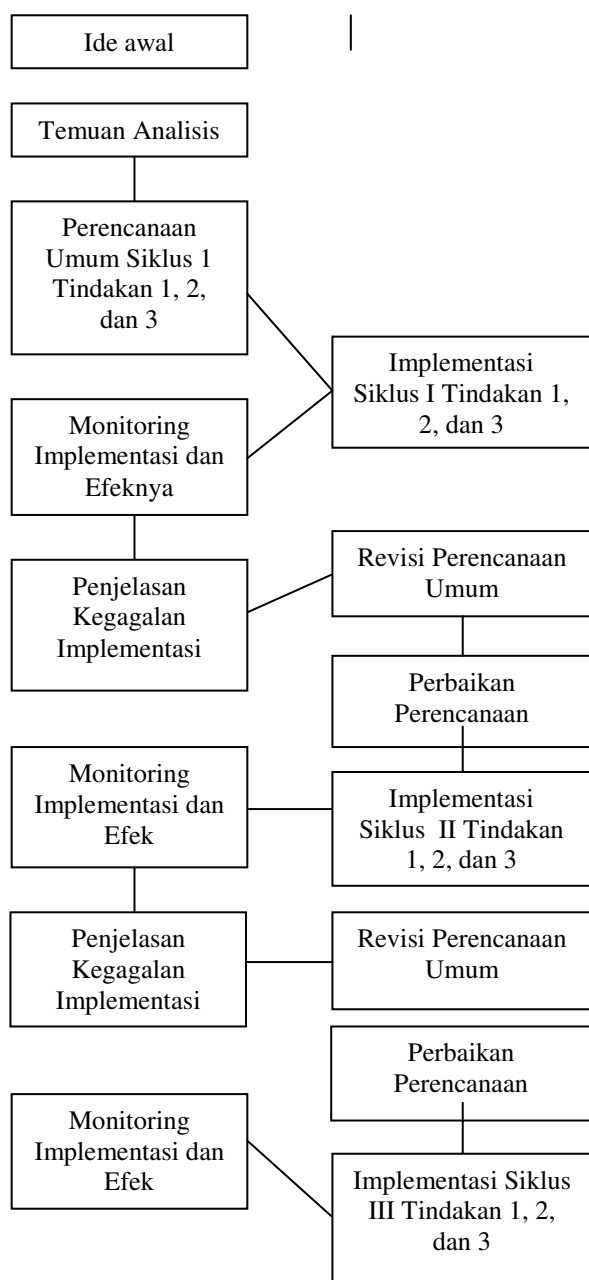 Ide awal
Temuan Analisis
Perencanaan
Umum Siklus 1
Tindakan 1, 2,
dan 3
Implementasi
Siklus I Tindakan 1,
2, dan 3
Monitoring
Implementasi dan
Efeknya
Penjelasan
Kegagalan
Implementasi
Revisi Perencanaan
Umum
Perbaikan
Perencanaan
Implementasi
Siklus  II Tindakan
1, 2, dan 3
Monitoring
Implementasi dan
Efek
Penjelasan
Kegagalan
Implementasi
Revisi Perencanaan
Umum
Perbaikan
Perencanaan
Implementasi Siklus
III Tindakan 1, 2,
dan 3
Monitoring
Implementasi dan
Efek